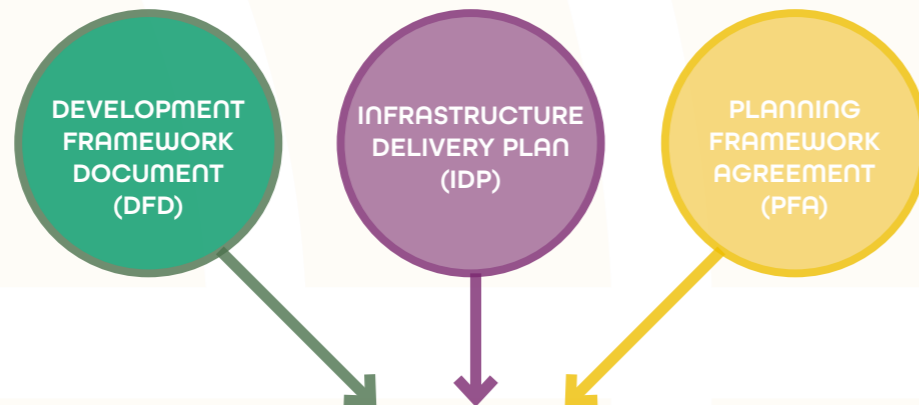 DEVELOPMENT
FRAMEWORK
DOCUMENT
(DFD)
INFRASTRUCTURE
DELIVERY PLAN
(IDP)
PLANNING
FRAMEWORK
AGREEMENT
(PFA)